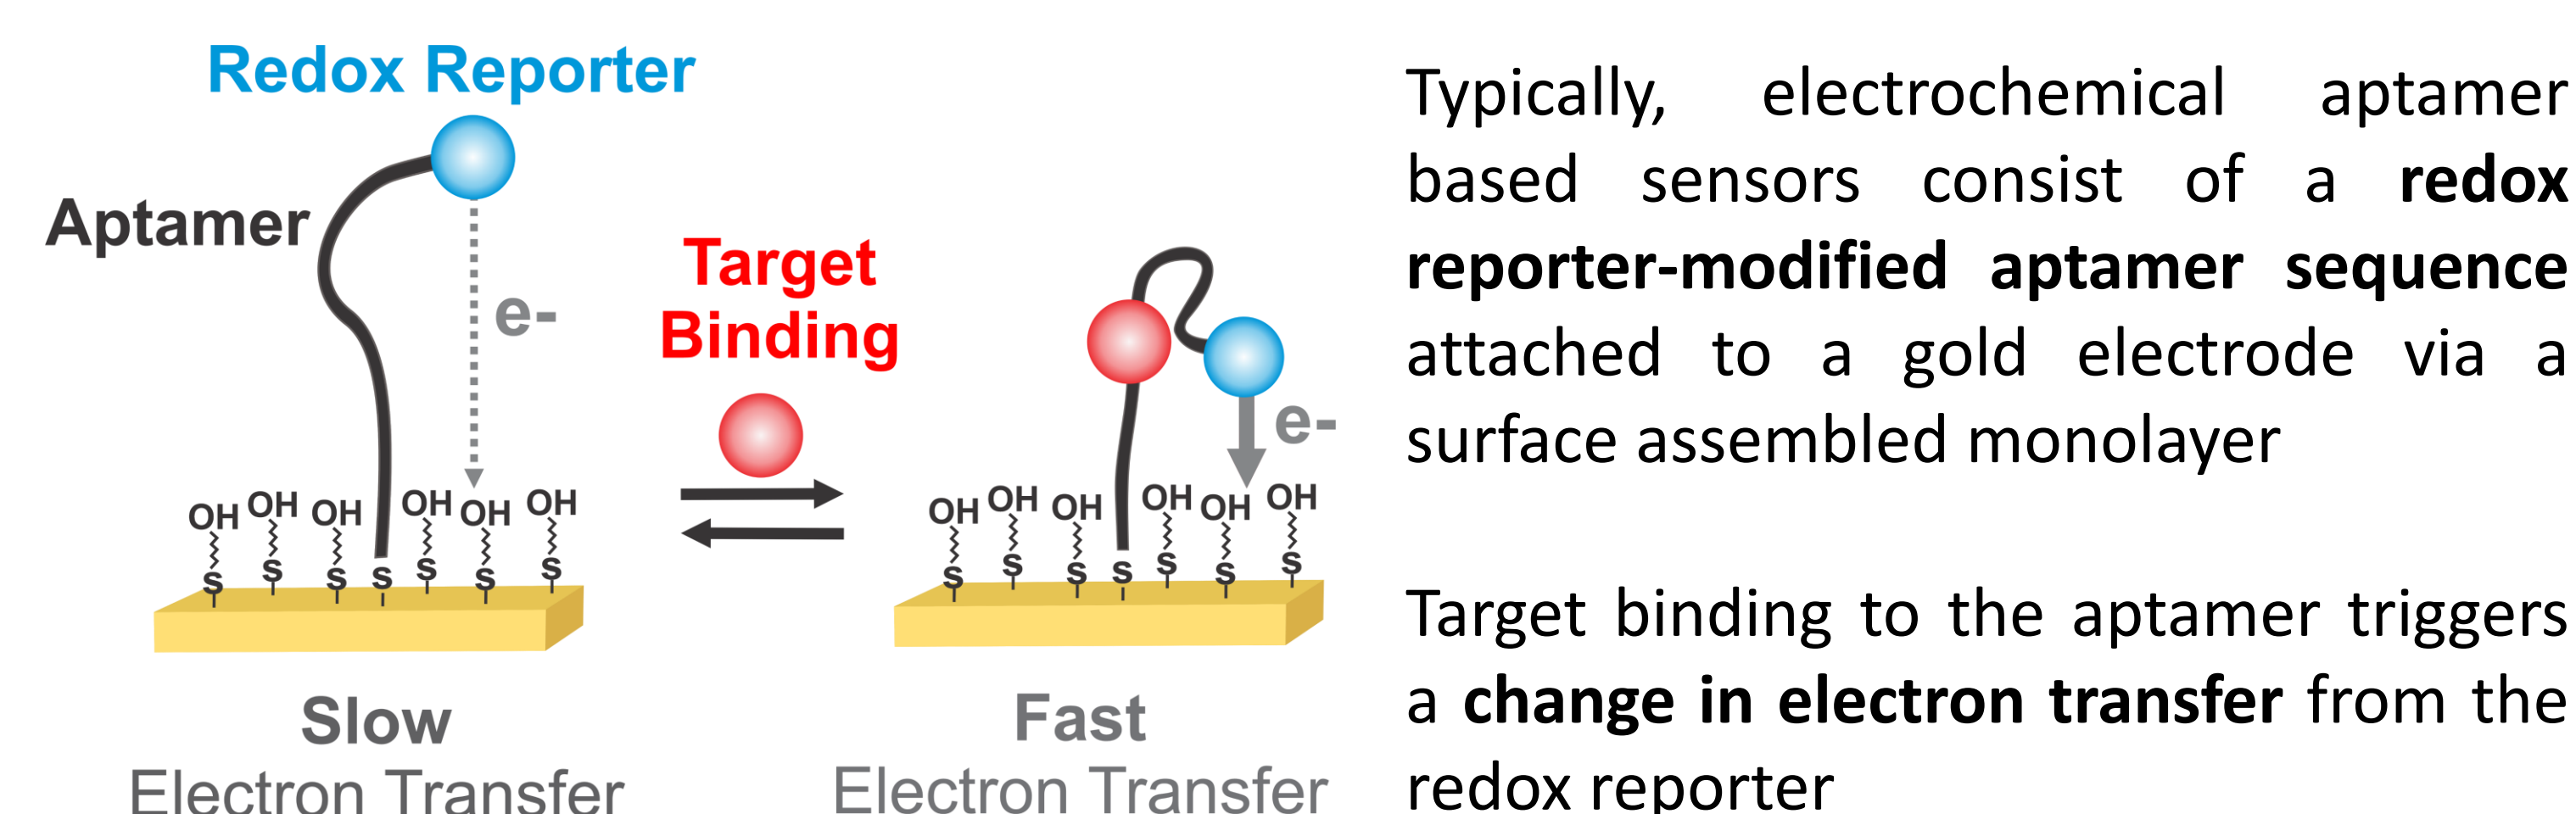 Redox Reporter
Aptamer
e-
Target
Binding
e-
OH OH OH OH OH OH
S S S S S S S
OH OH OH OH OH OH
S S S S S S S
Slow
Electron Transfer
Fast
Electron Transfer
Typically, electrochemical aptamer
based sensors consist of a redox
reporter-modified aptamer sequence
attached to a gold electrode via a
surface assembled monolayer
Target binding to the aptamer triggers
a change in electron transfer from the
redox reporter